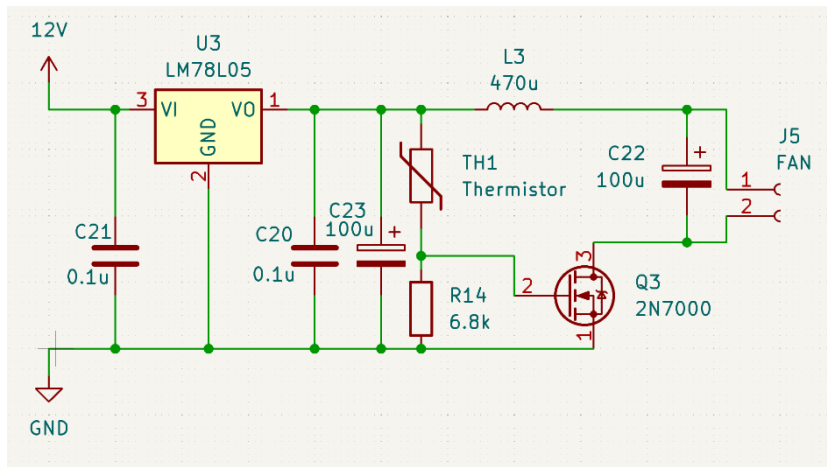 12V
U3
LM78L05
3 VI VO 1
GND
2
L3
470u
J5
FAN
1
2
C22
100u
+
TH1
Thermistor
C21
0.1u
C20
0.1u
C23
100u
+
R14
6.8k
2
3
1
Q3
2N7000
GND